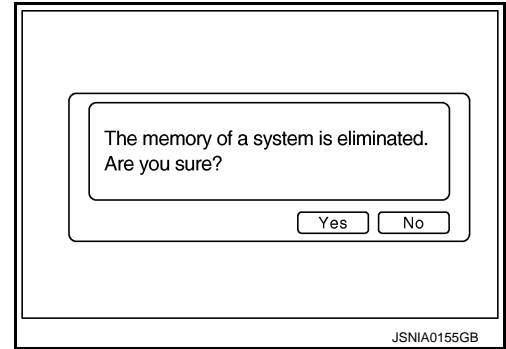 The memory of a system is eliminated.
Are you sure?
Yes No
JSNIA0155GB